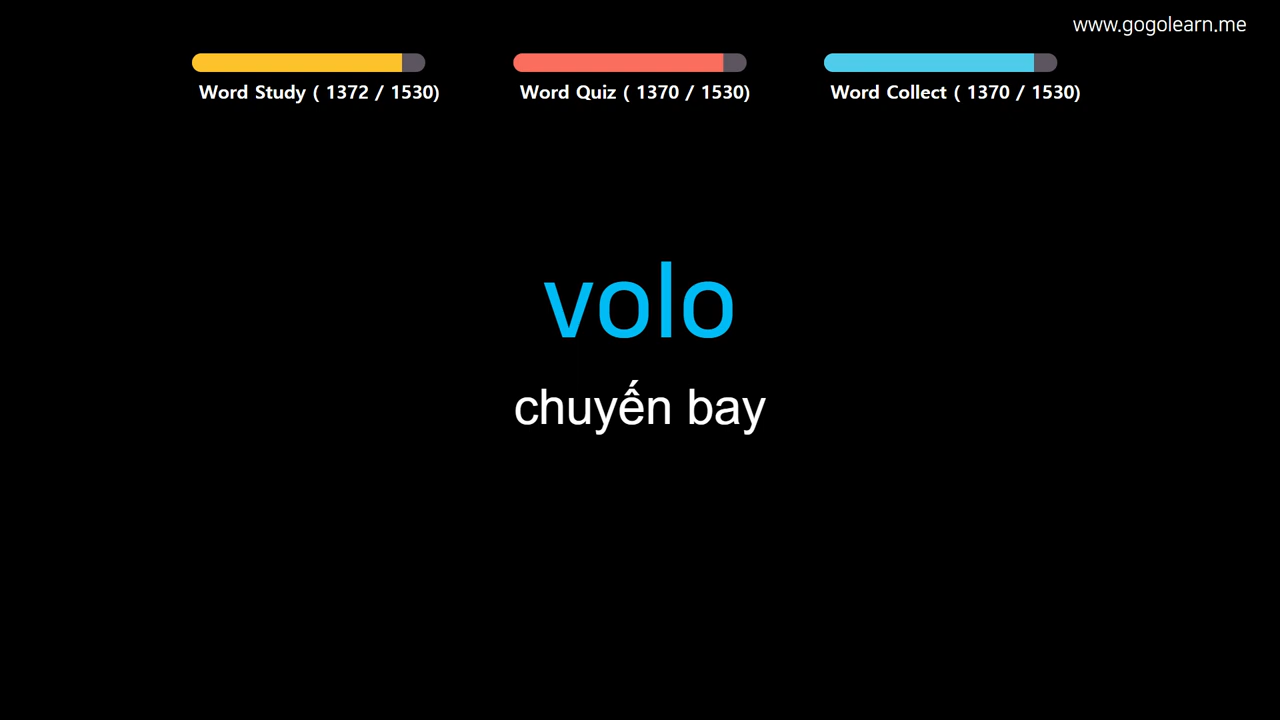 www.gogolearn.me
Word Study ( 1372 / 1530)
Word Quiz ( 1370 / 1530)
Word Collect ( 1370 / 1530)
volo
chuyến bay